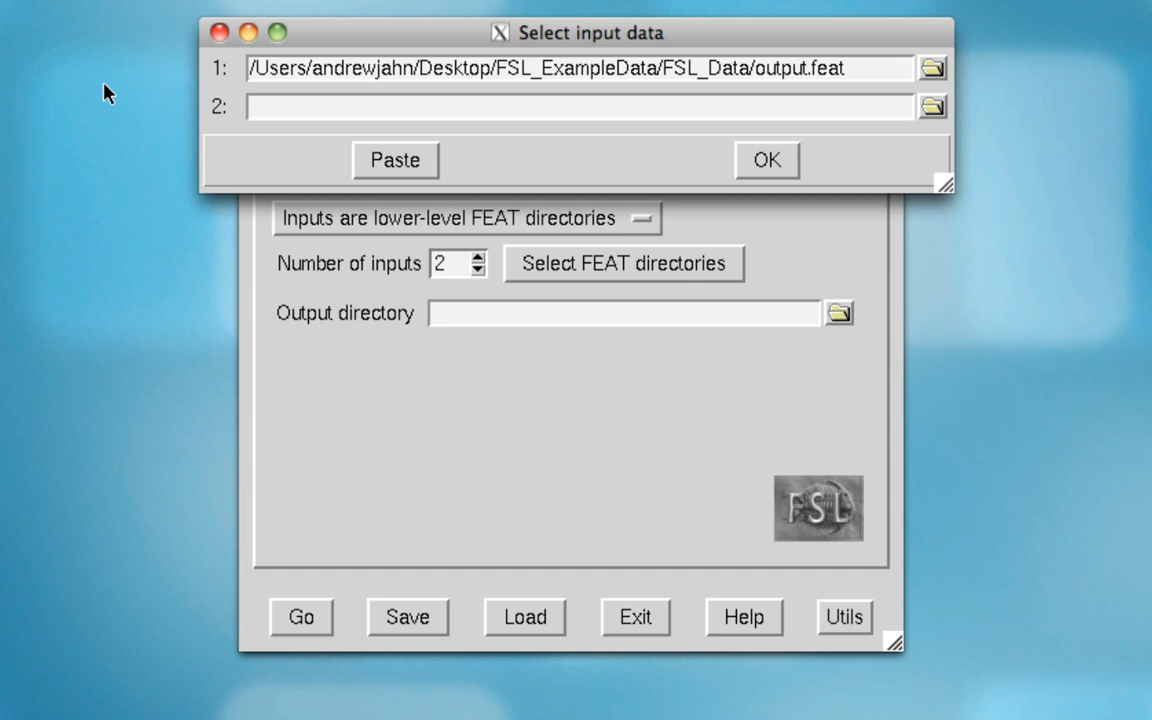 X Select input data
1: /Users/andrewjahn/Desktop/FSL_ExampleData/FSL_Data/output.feat
2:
Paste OK
Inputs are lower-level FEAT directories
Number of inputs 2 Select FEAT directories
Output directory
FSL
Go Save Load Exit Help Utils